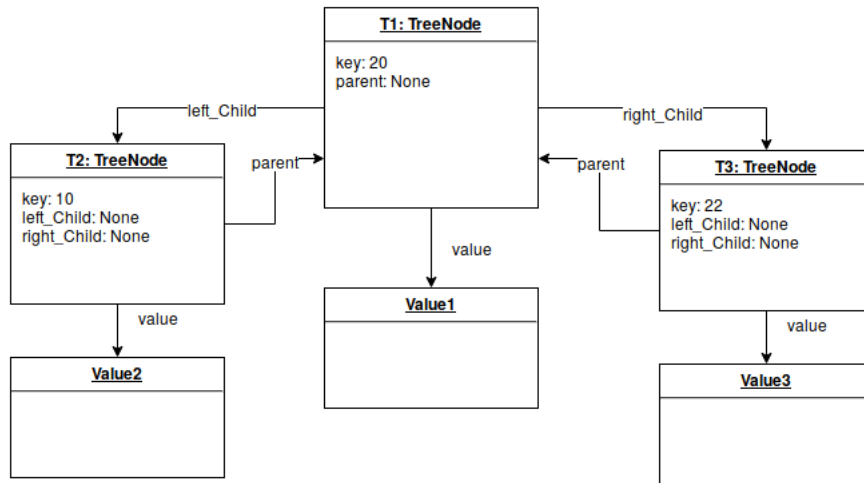 T1: TreeNode
key: 20
parent: None
left_Child
right_Child
T2: TreeNode
key: 10
left_Child: None
right_Child: None
parent
parent
T3: TreeNode
key: 22
left_Child: None
right_Child: None
value
value
value
Value1
Value2
Value3